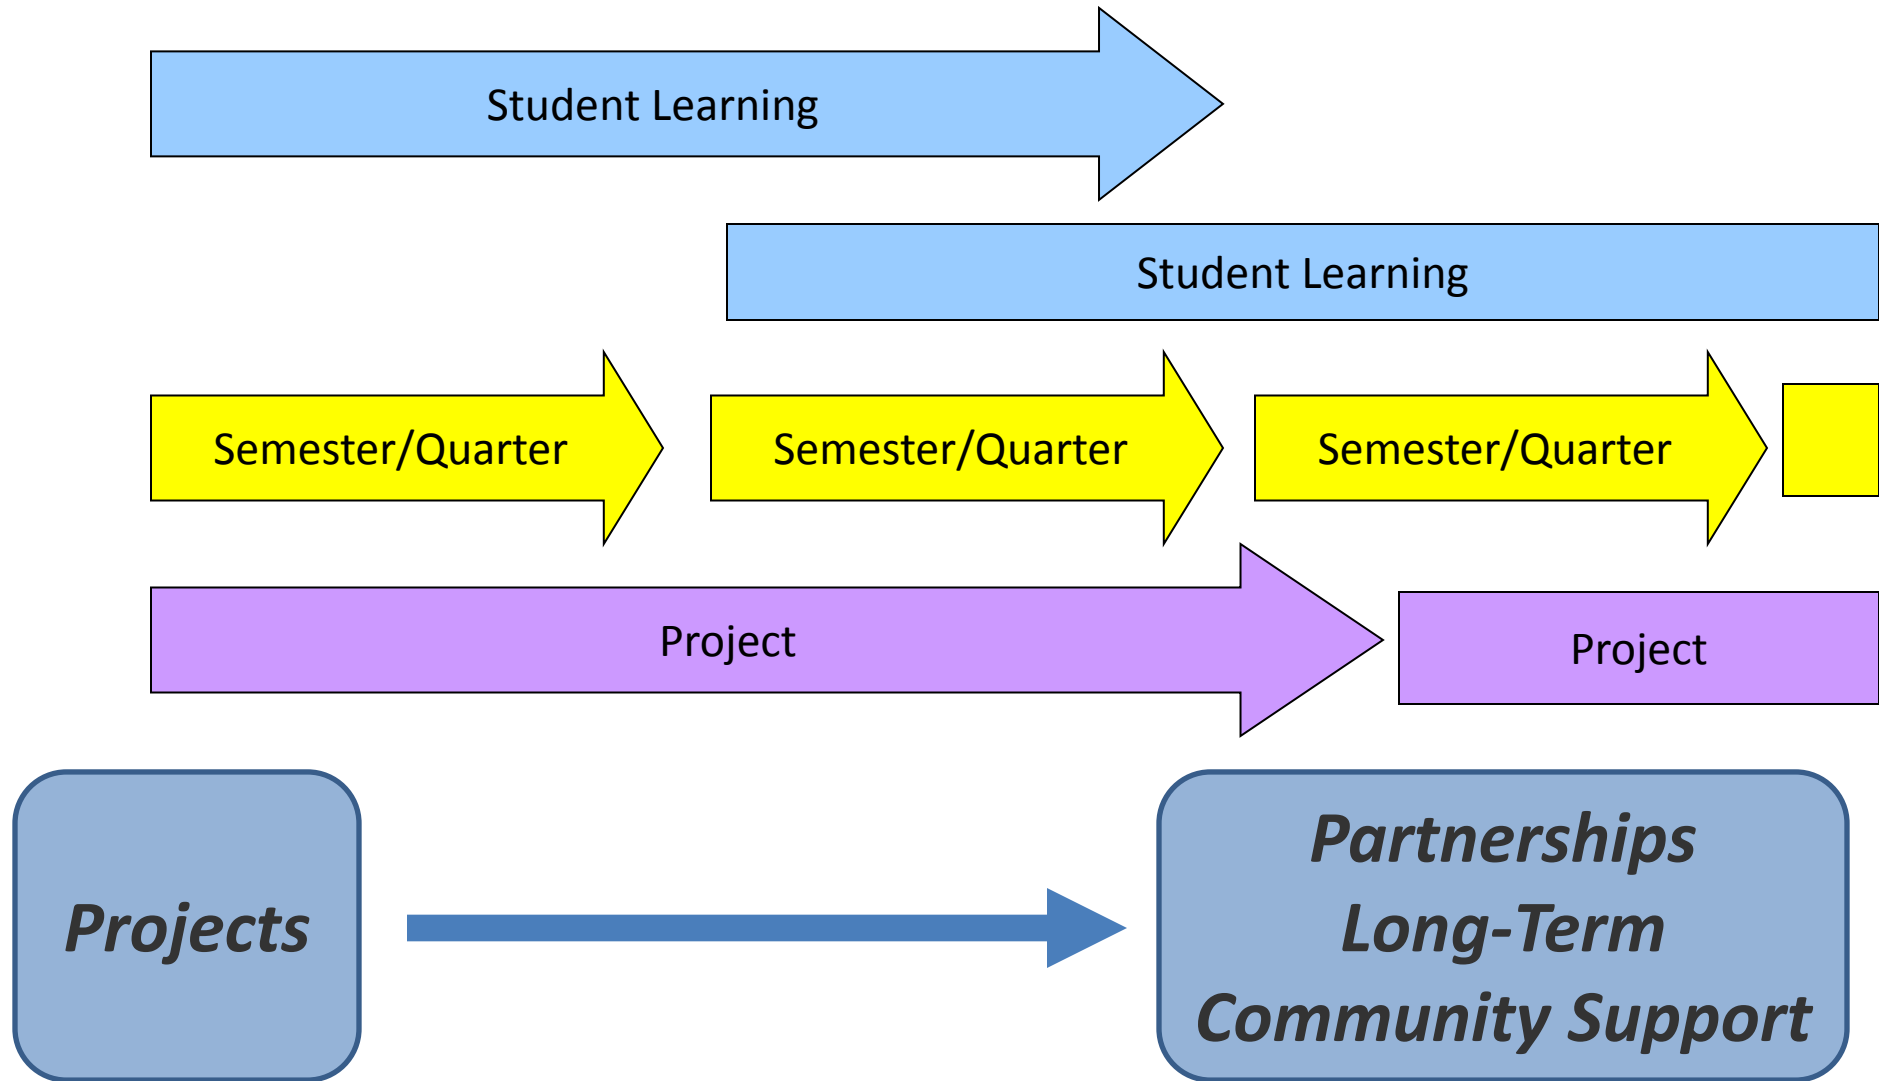 Student Learning
Student Learning
Semester/Quarter
Semester/Quarter
Semester/Quarter
Project
Project
Projects
Partnerships
Long-Term
Community Support